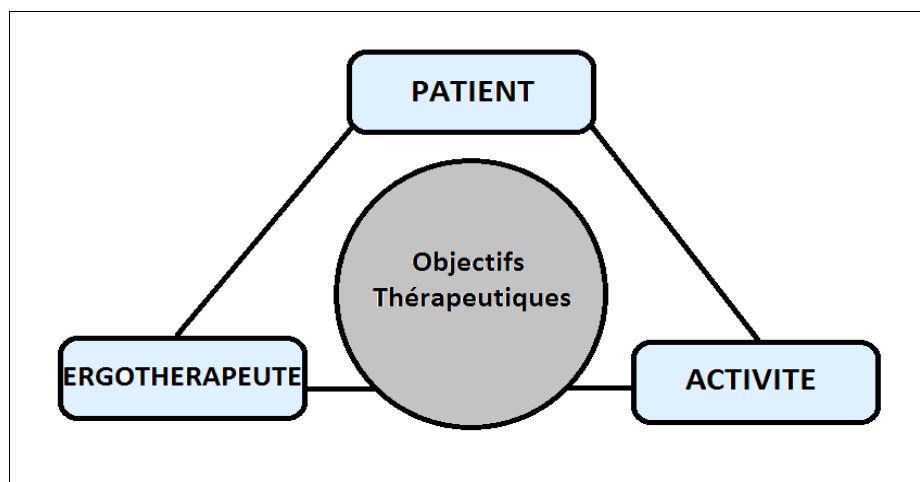 PATIENT
Objectifs
Thérapeutiques
ERGOTHERAPEUTE
ACTIVITE